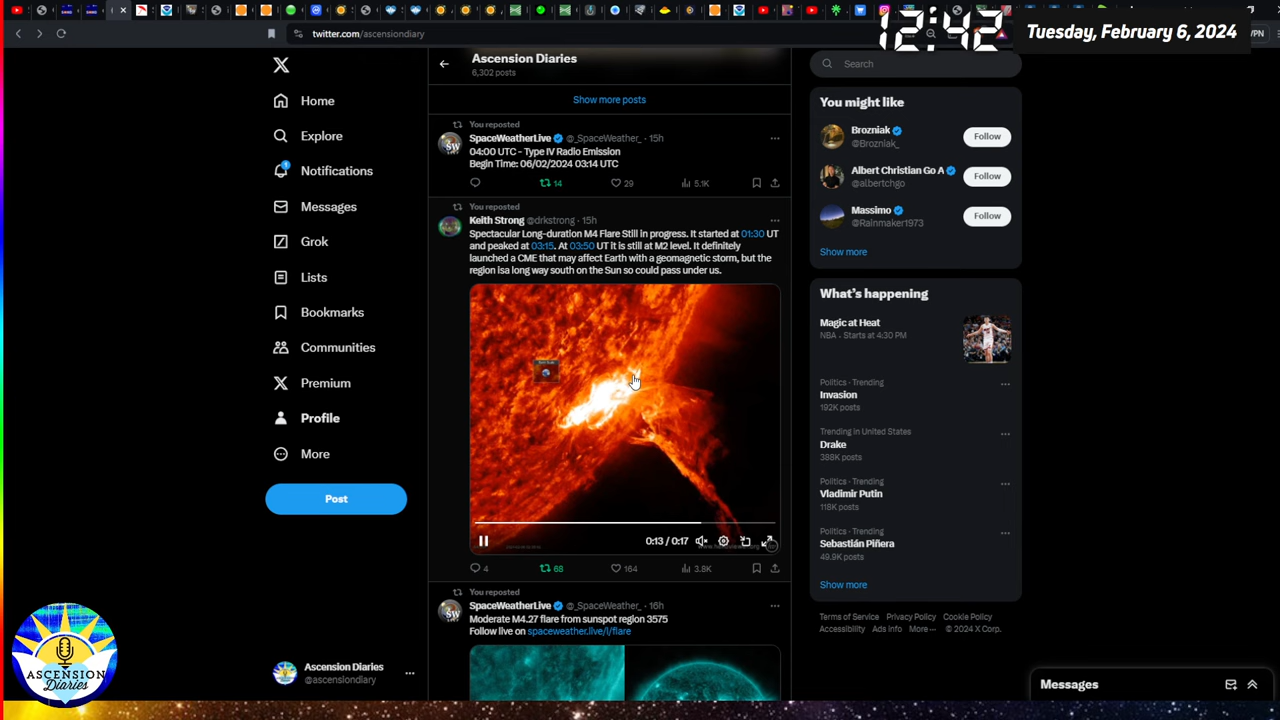 12:42
Tuesday, February 6, 2024
twitter.com/ascensiondiary
VPN
Ascension Diaries
6,302 posts
Search
Home
Explore
1
Notifications
Messages
Grok
Lists
Bookmarks
Communities
Premium
Profile
More
Post
Ascension Diaries
@ascensiondiary
ASCENSION
Diaries
Show more posts
You reposted
SpaceWeatherLive @_SpaceWeather_ · 15h
04:00 UTC - Type IV Radio Emission
Begin Time: 06/02/2024 03:14 UTC
14 29 5.1K
You reposted
Keith Strong @drkstrong · 15h
Spectacular Long-duration M4 Flare Still in progress. It started at 01:30 UT
and peaked at 03:15. At 03:50 UT it is still at M2 level. It definitely
launched a CME that may affect Earth with a geomagnetic storm, but the
region isa long way south on the Sun so could pass under us.
0:13 / 0:17
4 68 164 3.8K
You reposted
SpaceWeatherLive @_SpaceWeather_ · 16h
Moderate M4.27 flare from sunspot region 3575
Follow live on spaceweather.live/l/flare
You might like
Brozniak
@Brozniak_
Follow
Albert Christian Go A
@albertchgo
Follow
Massimo
@Rainmaker1973
Follow
Show more
What's happening
Magic at Heat
NBA · Starts at 4:30 PM
Politics · Trending
Invasion
192K posts
Trending in United States
Drake
388K posts
Politics · Trending
Vladimir Putin
118K posts
Politics · Trending
Sebastián Piñera
49.9K posts
Show more
Terms of Service Privacy Policy Cookie Policy
Accessibility Ads info More ··· © 2024 X Corp.
Messages